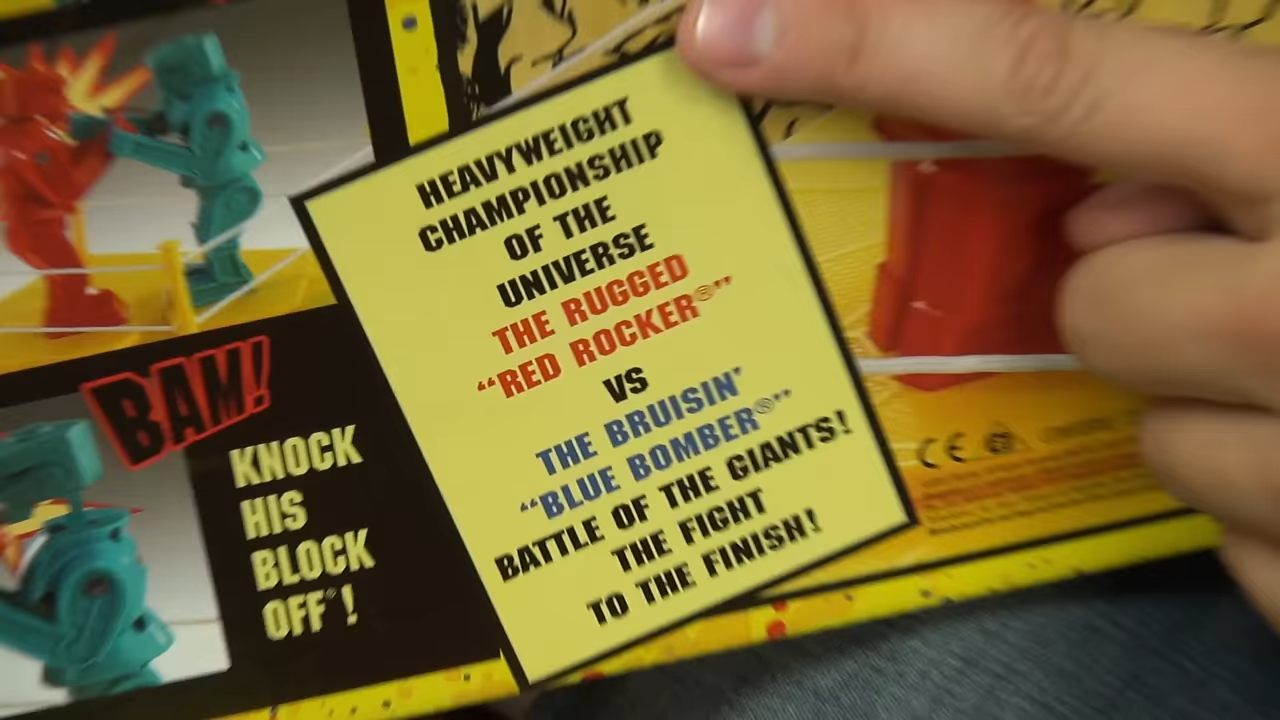 HEAVYWEIGHT
CHAMPIONSHIP
OF THE
UNIVERSE
THE RUGGED
“RED ROCKER®”
VS
THE BRUISIN’
“BLUE BOMBER®”
BATTLE OF THE GIANTS!
THE FIGHT
TO THE FINISH!
BAM!
KNOCK
HIS
BLOCK
OFF®!
CE